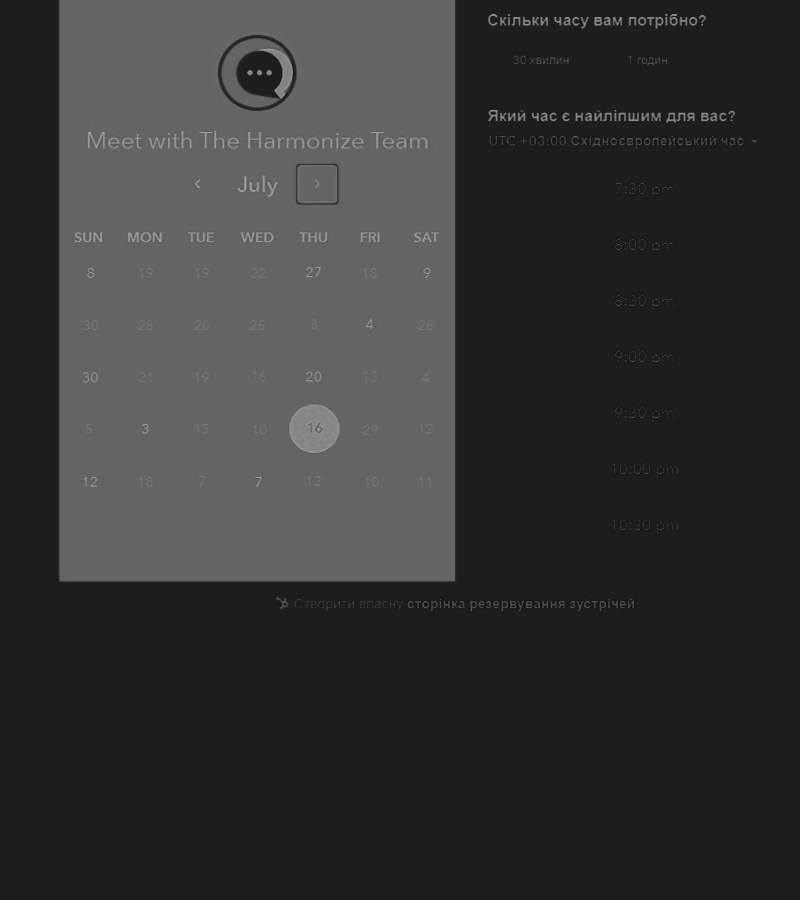 Meet with The Harmonize Team
July
SUN MON TUE WED THU FRI SAT
8 19 19 22 27 18 9
30 28 20 25 8 4 28
30 21 19 16 20 13 4
5 3 13 10 16 29 12
12 18 7 7 12 10 11
Скільки часу вам потрібно?
30 хвилин 1 годин
Який час є найліпшим для вас?
UTC +03:00 Східноєвропейський час
7:30 pm
8:00 pm
8:30 pm
9:00 pm
9:30 pm
10:00 pm
10:30 pm
Створити власну сторінка резервування зустрічей